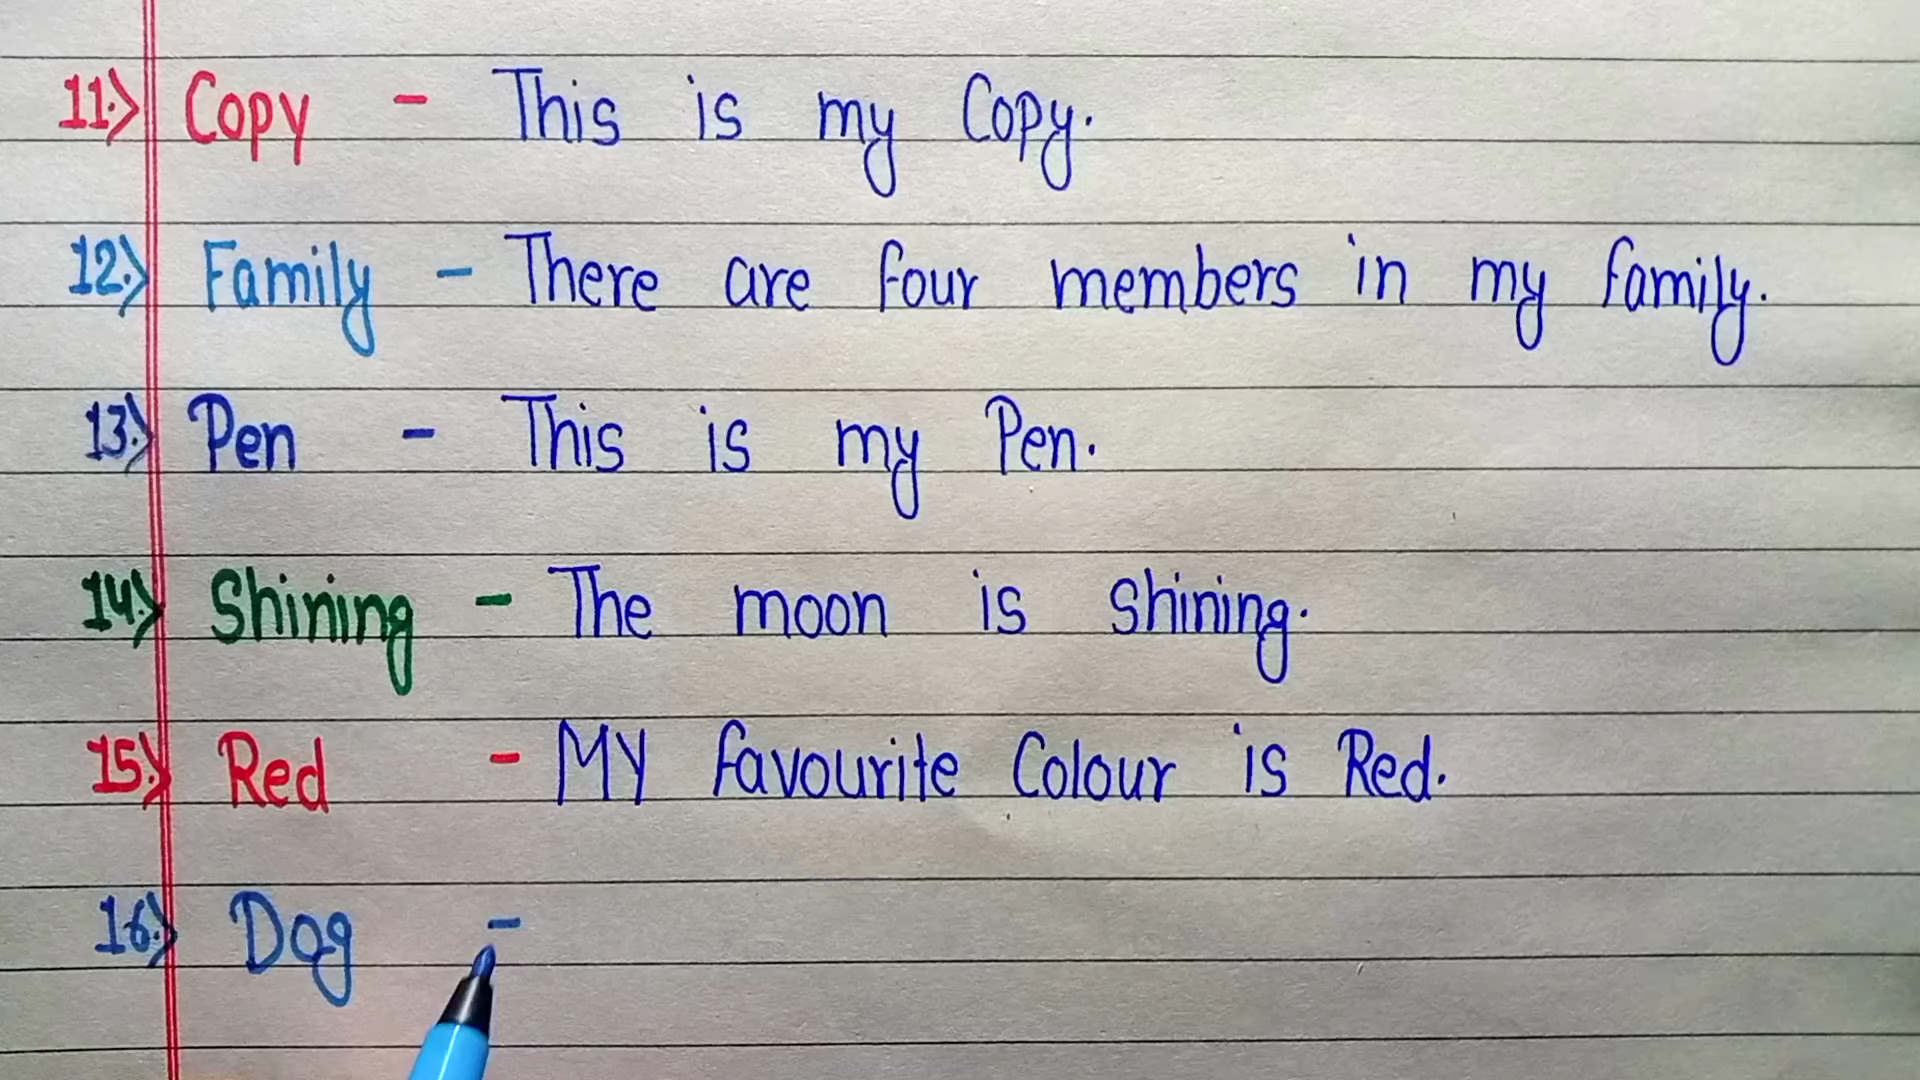 11.) Copy - This is my Copy.
12.) Family - There are four members in my family.
13.) Pen - This is my Pen.
14.) Shining - The moon is shining.
15.) Red - MY favourite Colour is Red.
16.) Dog -